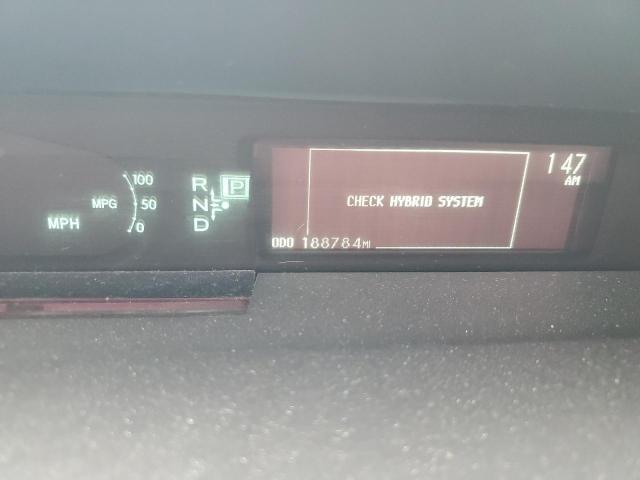 100
MPG 50
MPH 0
R P
N
D
F
1 47
AM
CHECK HYBRID SYSTEM
ODO 188784 MI